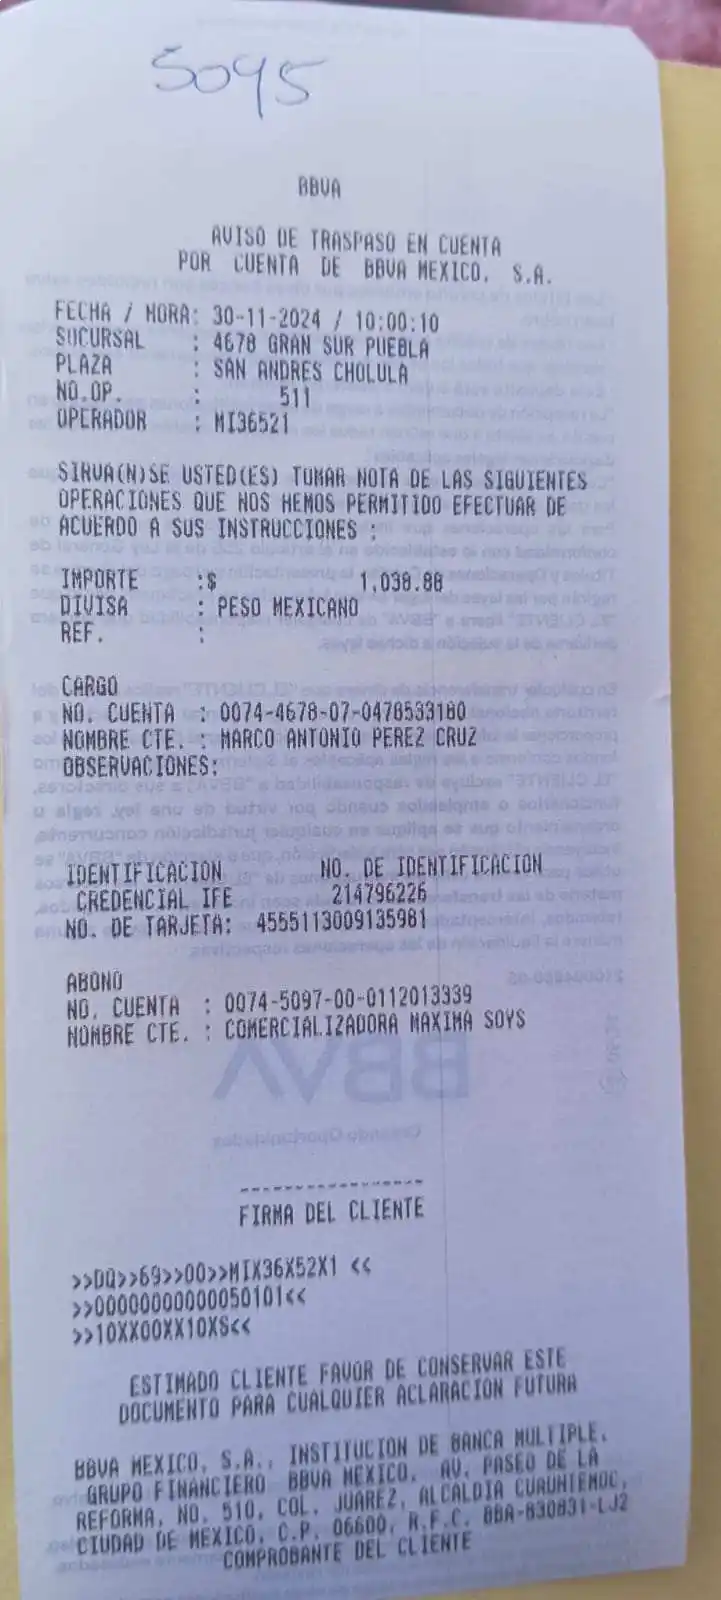 5095
BBVA
AVISO DE TRASPASO EN CUENTA
POR CUENTA DE BBVA MEXICO, S.A.
FECHA / HORA: 30-11-2024 / 10:00:10
SUCURSAL : 4678 GRAN SUR PUEBLA
PLAZA : SAN ANDRES CHOLULA
NO.OP. : 511
OPERADOR : MI36521
SIRVA(N)SE USTED(ES) TOMAR NOTA DE LAS SIGUIENTES
OPERACIONES QUE NOS HEMOS PERMITIDO EFECTUAR DE
ACUERDO A SUS INSTRUCCIONES :
IMPORTE :$ 1,038.88
DIVISA : PESO MEXICANO
REF. :
CARGO
NO. CUENTA : 0074-4678-07-0478533180
NOMBRE CTE. : MARCO ANTONIO PEREZ CRUZ
OBSERVACIONES:
IDENTIFICACION NO. DE IDENTIFICACION
CREDENCIAL IFE 214796226
NO. DE TARJETA: 4555113009135981
ABONO
NO. CUENTA : 0074-5097-00-0112013339
NOMBRE CTE. : COMERCIALIZADORA MAXIMA SOYS
----------------
FIRMA DEL CLIENTE
>>DQ>>69>>00>>MIX36X52X1 <<
>>00000000000050101<<
>>10XX00XX10XS<<
ESTIMADO CLIENTE FAVOR DE CONSERVAR ESTE
DOCUMENTO PARA CUALQUIER ACLARACION FUTURA
BBVA MEXICO, S.A., INSTITUCION DE BANCA MULTIPLE,
GRUPO FINANCIERO BBVA MEXICO. AV. PASEO DE LA
REFORMA, NO. 510, COL. JUAREZ, ALCALDIA CUAUHTEMOC,
CIUDAD DE MEXICO, C.P. 06600, R.F.C. BBA-830831-LJ2
COMPROBANTE DEL CLIENTE